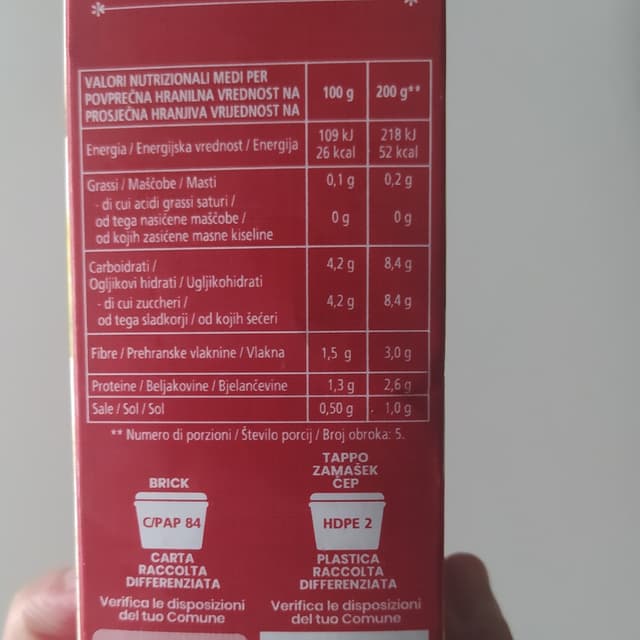 VALORI NUTRIZIONALI MEDI PER
POVPREČNA HRANILNA VREDNOST NA
PROSJEČNA HRANJIVA VRIJEDNOST NA
100 g 200 g**
Energia / Energijska vrednost / Energija
109 kJ 218 kJ
26 kcal 52 kcal
Grassi / Maščobe / Masti 0,1 g 0,2 g
- di cui acidi grassi saturi /
od tega nasičene maščobe / 0 g 0 g
od kojih zasićene masne kiseline
Carboidrati / 4,2 g 8,4 g
Ogljikovi hidrati / Ugljikohidrati
- di cui zuccheri / 4,2 g 8,4 g
od tega sladkorji / od kojih šećeri
Fibre / Prehranske vlaknine / Vlakna 1,5 g 3,0 g
Proteine / Beljakovine / Bjelančevine 1,3 g 2,6 g
Sale / Sol / Sol 0,50 g 1,0 g
** Numero di porzioni / Število porcij / Broj obroka: 5.
BRICK
C/PAP 84
CARTA
RACCOLTA
DIFFERENZIATA
Verifica le disposizioni
del tuo Comune
TAPPO
ZAMAŠEK
ČEP
HDPE 2
PLASTICA
RACCOLTA
DIFFERENZIATA
Verifica le disposizioni
del tuo Comune